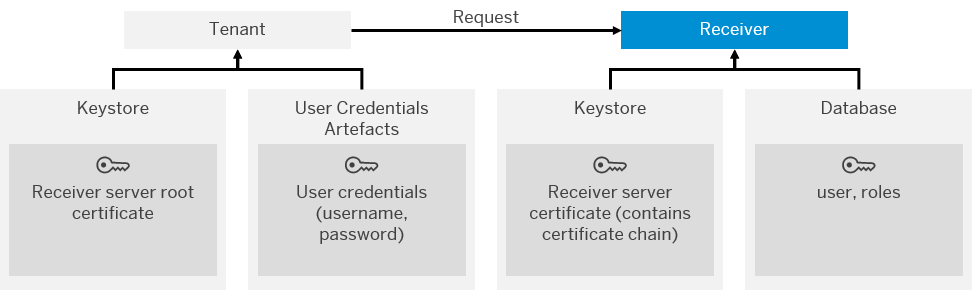 Tenant
Request
Receiver
Keystore
Receiver server root
certificate
User Credentials
Artefacts
User credentials
(username,
password)
Keystore
Receiver server
certificate (contains
certificate chain)
Database
user, roles